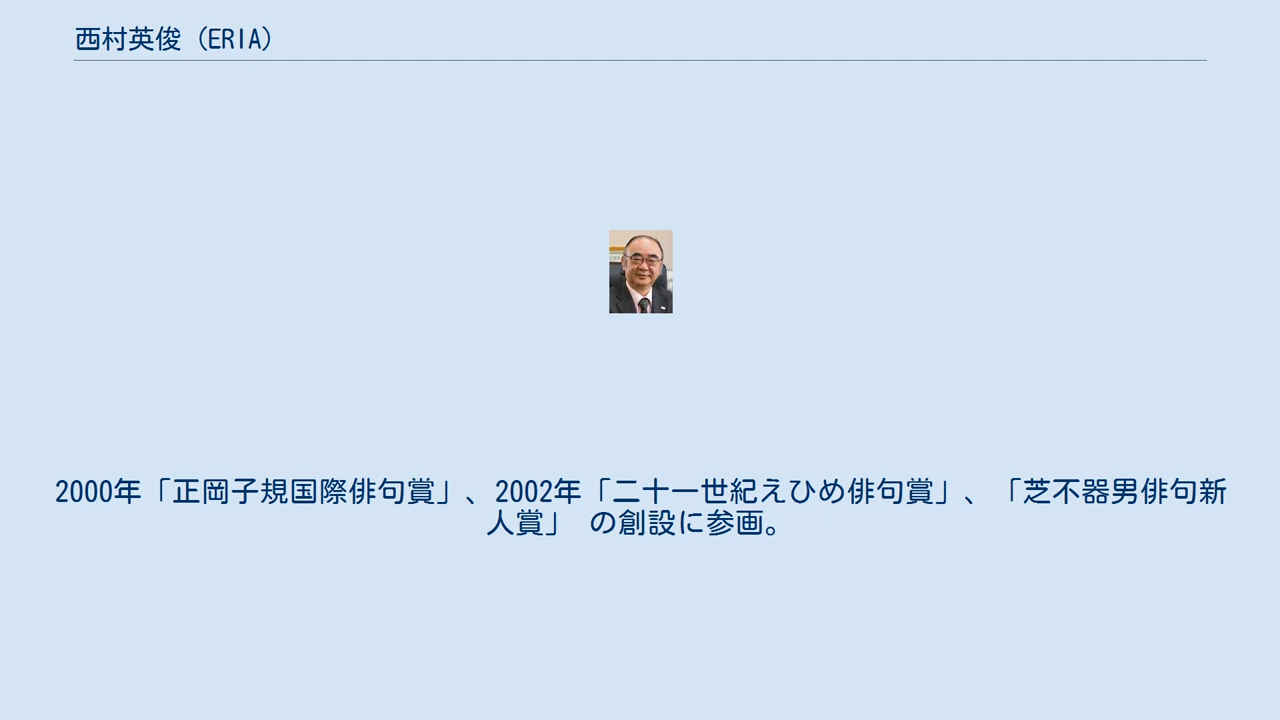 西村英俊（ERIA）
2000年「正岡子規国際俳句賞」、2002年「二十一世紀えひめ俳句賞」、「芝不器男俳句新
人賞」 の創設に参画。